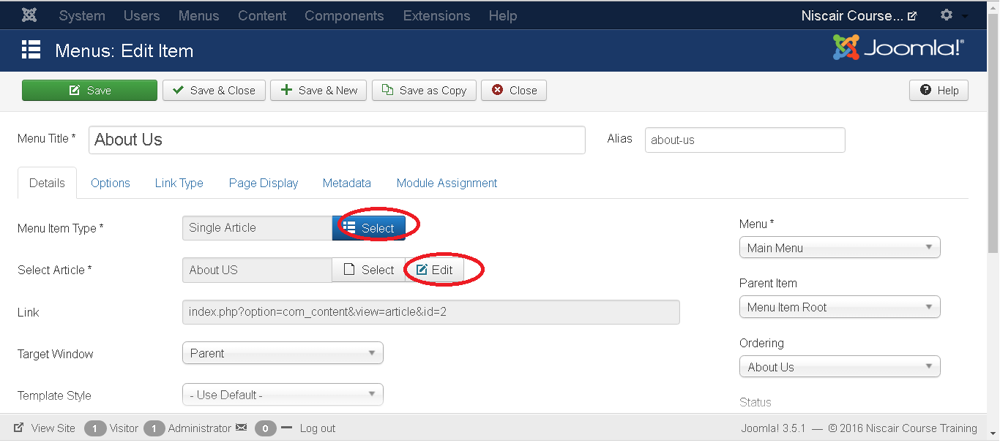 System Users Menus Content Components Extensions Help Niscair Course...
Menus: Edit Item Joomla!®
Save Save & Close Save & New Save as Copy Close Help
Menu Title * About Us Alias about-us
Details Options Link Type Page Display Metadata Module Assignment
Menu Item Type * Single Article Select
Menu *
Main Menu
Select Article * About US Select Edit
Parent Item
Menu Item Root
Link index.php?option=com_content&view=article&id=2
Ordering
About Us
Target Window Parent
Template Style - Use Default -
Status
View Site 1 Visitor 1 Administrator 0 Log out Joomla! 3.5.1 — © 2016 Niscair Course Training